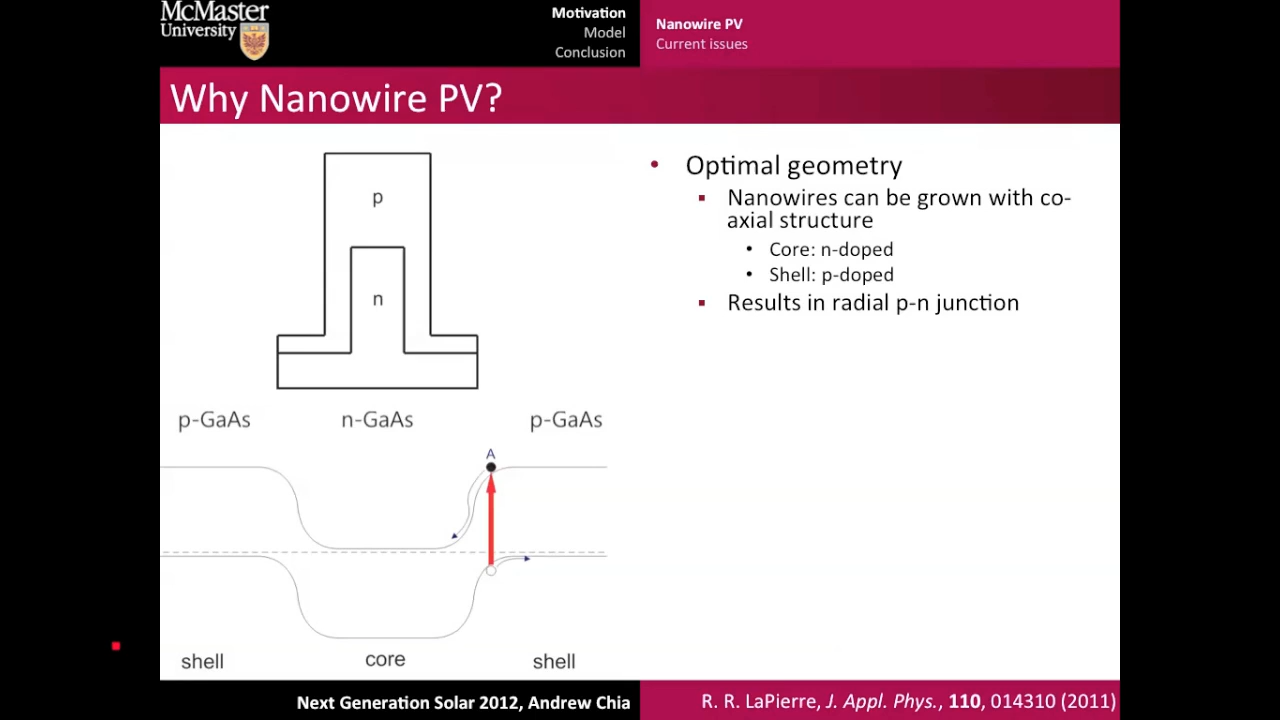 McMaster
University
Motivation
Model
Conclusion
Nanowire PV
Current issues
Why Nanowire PV?
p
n
• Optimal geometry
▪ Nanowires can be grown with co-
axial structure
• Core: n-doped
• Shell: p-doped
▪ Results in radial p-n junction
p-GaAs n-GaAs p-GaAs
A
shell core shell
Next Generation Solar 2012, Andrew Chia
R. R. LaPierre, J. Appl. Phys., 110, 014310 (2011)